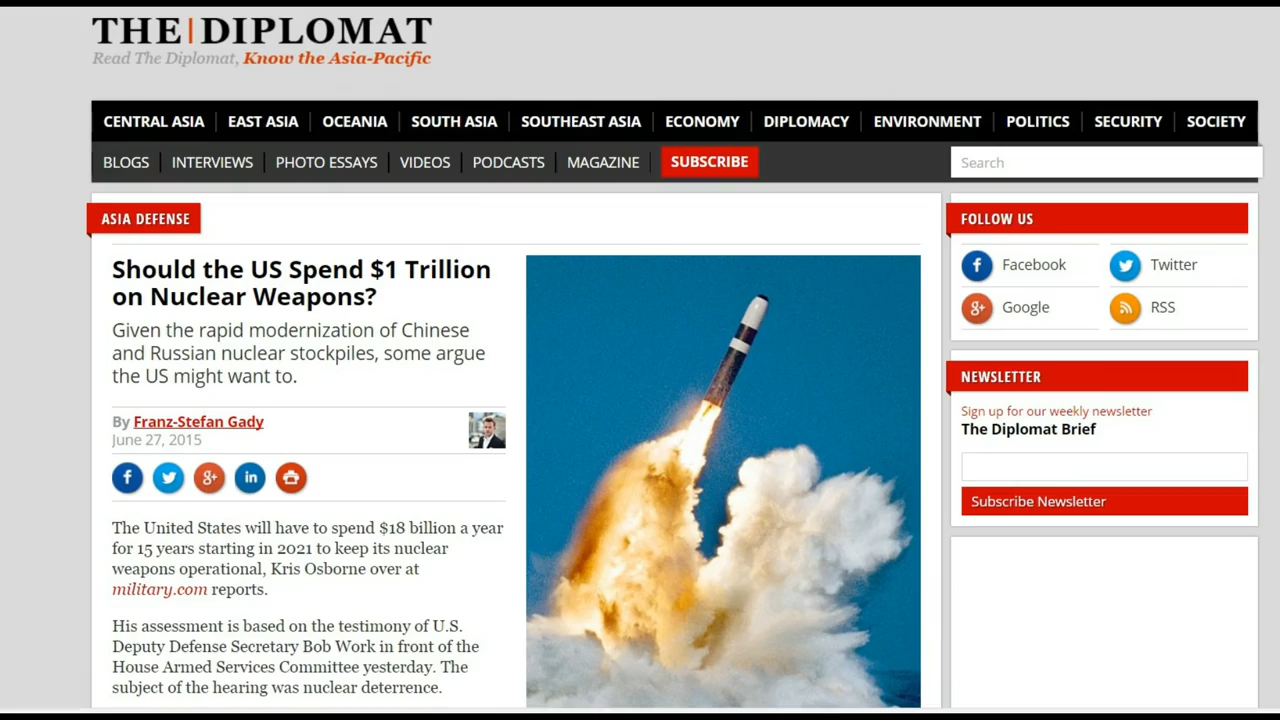 THE|DIPLOMAT
Read The Diplomat, Know the Asia-Pacific
CENTRAL ASIA EAST ASIA OCEANIA SOUTH ASIA SOUTHEAST ASIA ECONOMY DIPLOMACY ENVIRONMENT POLITICS SECURITY SOCIETY
BLOGS INTERVIEWS PHOTO ESSAYS VIDEOS PODCASTS MAGAZINE SUBSCRIBE Search
ASIA DEFENSE
Should the US Spend $1 Trillion
on Nuclear Weapons?
Given the rapid modernization of Chinese
and Russian nuclear stockpiles, some argue
the US might want to.
By Franz-Stefan Gady
June 27, 2015
f
g+
in
The United States will have to spend $18 billion a year
for 15 years starting in 2021 to keep its nuclear
weapons operational, Kris Osborne over at
military.com reports.
His assessment is based on the testimony of U.S.
Deputy Defense Secretary Bob Work in front of the
House Armed Services Committee yesterday. The
subject of the hearing was nuclear deterrence.
FOLLOW US
f Facebook Twitter
g+ Google RSS
NEWSLETTER
Sign up for our weekly newsletter
The Diplomat Brief
Subscribe Newsletter